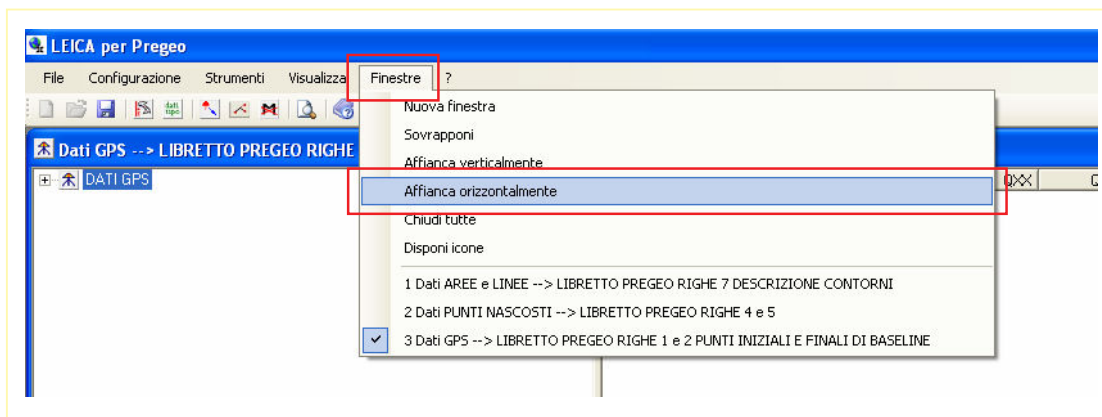 LEICA per Pregeo
File Configurazione Strumenti Visualizza Finestre ?
Nuova finestra
Sovrapponi
Dati GPS --> LIBRETTO PREGEO RIGHE
Affianca verticalmente
DATI GPS
Affianca orizzontalmente
QXX
Chiudi tutte
Disponi icone
1 Dati AREE e LINEE --> LIBRETTO PREGEO RIGHE 7 DESCRIZIONE CONTORNI
2 Dati PUNTI NASCOSTI --> LIBRETTO PREGEO RIGHE 4 e 5
3 Dati GPS --> LIBRETTO PREGEO RIGHE 1 e 2 PUNTI INIZIALI E FINALI DI BASELINE